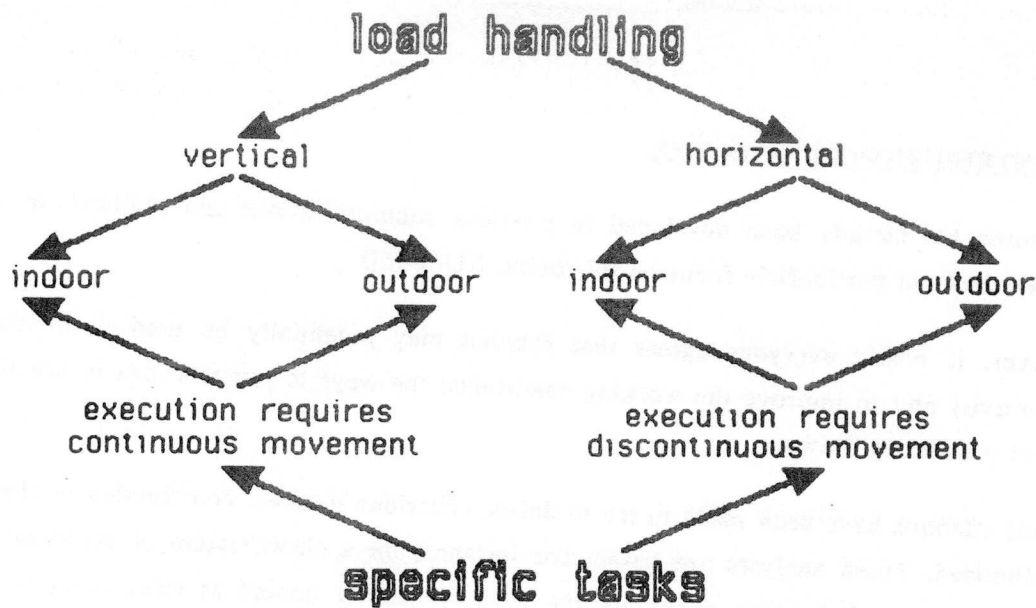 load handling
vertical horizontal
indoor outdoor indoor outdoor
execution requires execution requires
continuous movement discontinuous movement
specific tasks